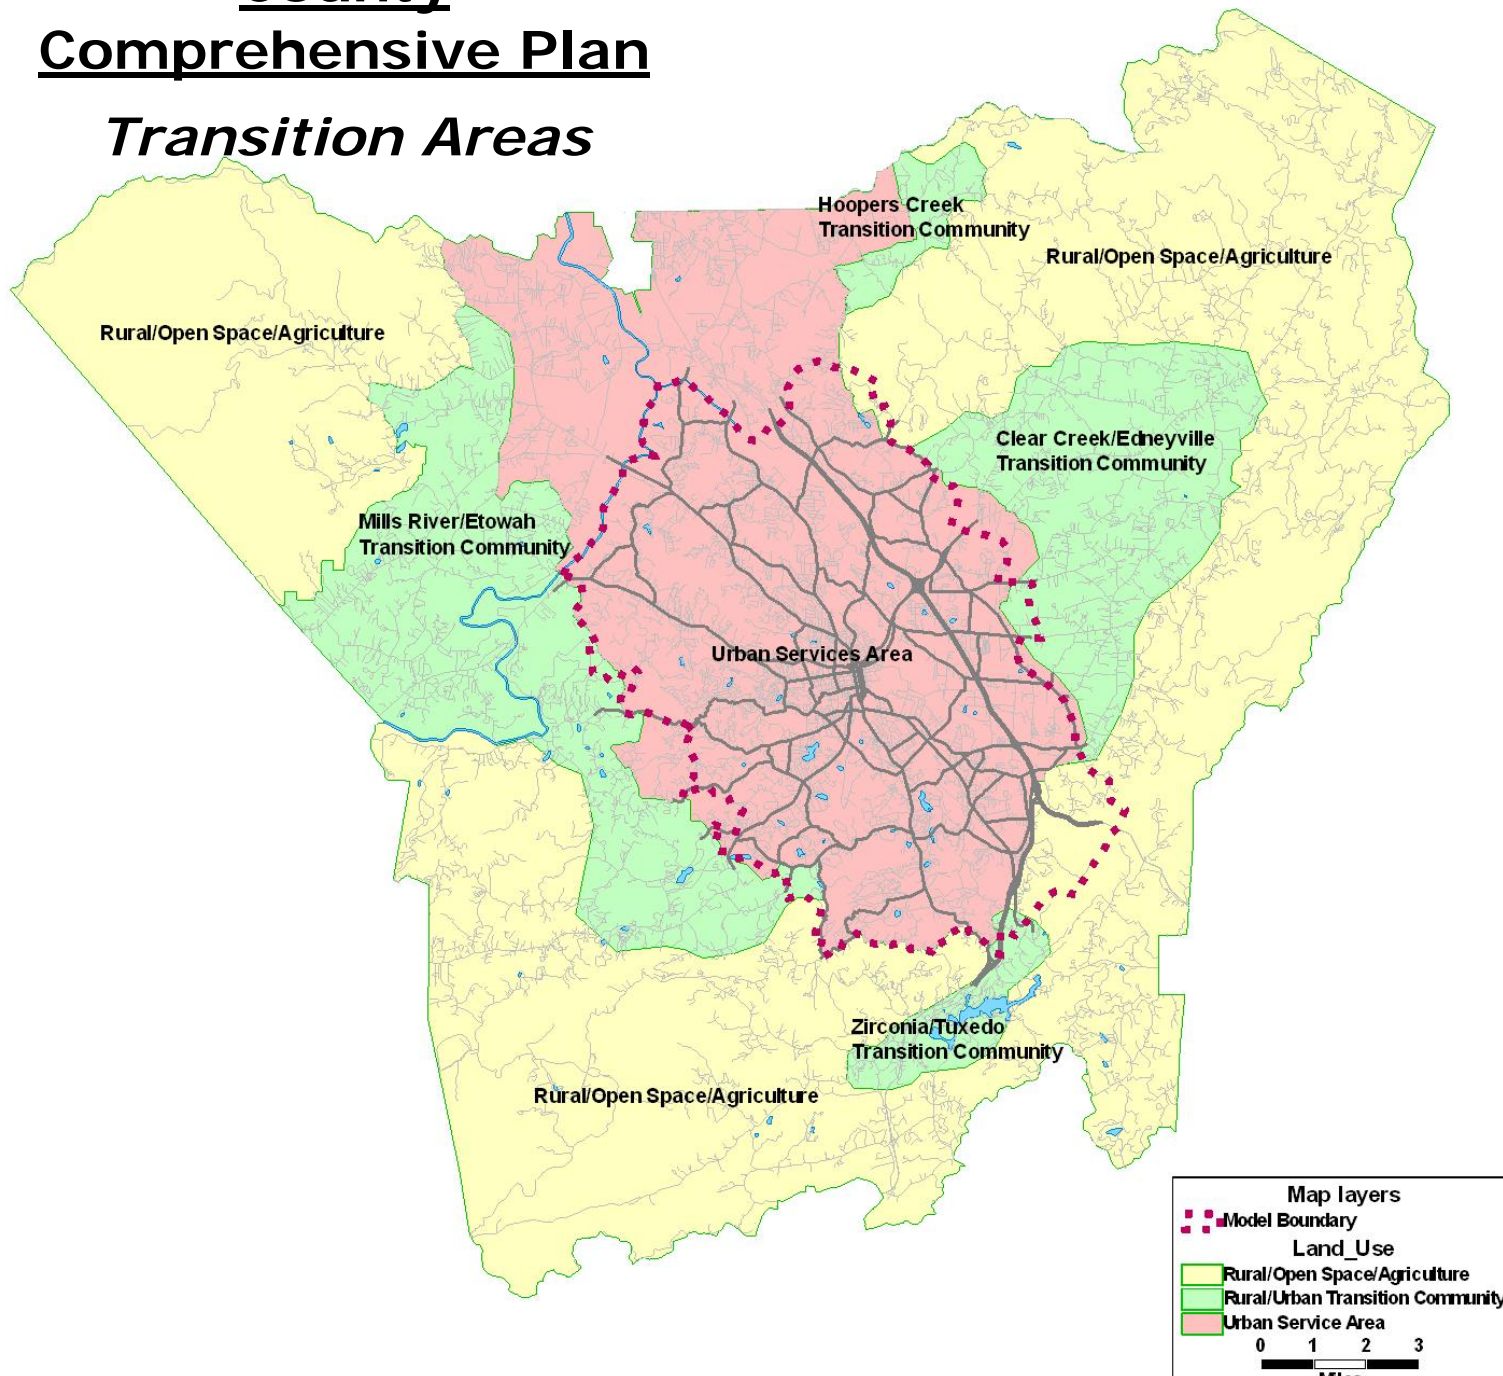 County
Comprehensive Plan
Transition Areas
Hoopers Creek
Transition Community
Rural/Open Space/Agriculture
Rural/Open Space/Agriculture
Clear Creek/Edneyville
Transition Community
Mills River/Etowah
Transition Community
Urban Services Area
Zirconia/Tuxedo
Transition Community
Rural/Open Space/Agriculture
Map layers
Model Boundary
Land_Use
Rural/Open Space/Agriculture
Rural/Urban Transition Community
Urban Service Area
0 1 2 3
Miles